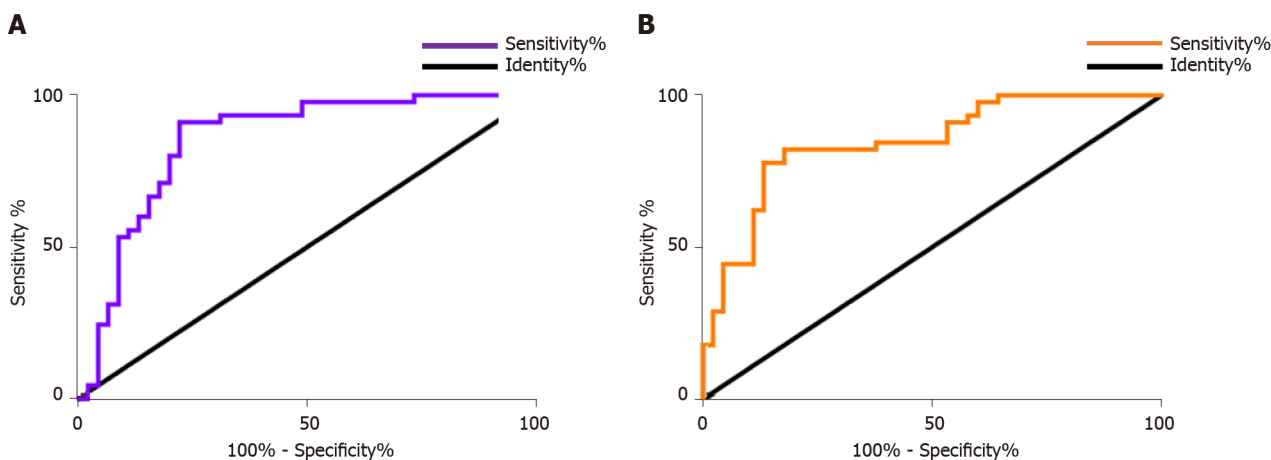 A
Sensitivity%
Identity%
100
50
0
Sensitivity %
0
50
100
100% - Specificity%
B
Sensitivity%
Identity%
100
50
0
Sensitivity %
0
50
100
100% - Specificity%